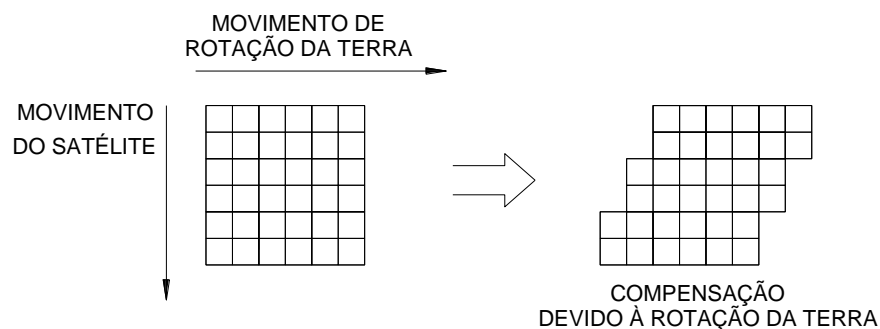 MOVIMENTO DE
ROTAÇÃO DA TERRA
MOVIMENTO
DO SATÉLITE
COMPENSAÇÃO
DEVIDO À ROTAÇÃO DA TERRA